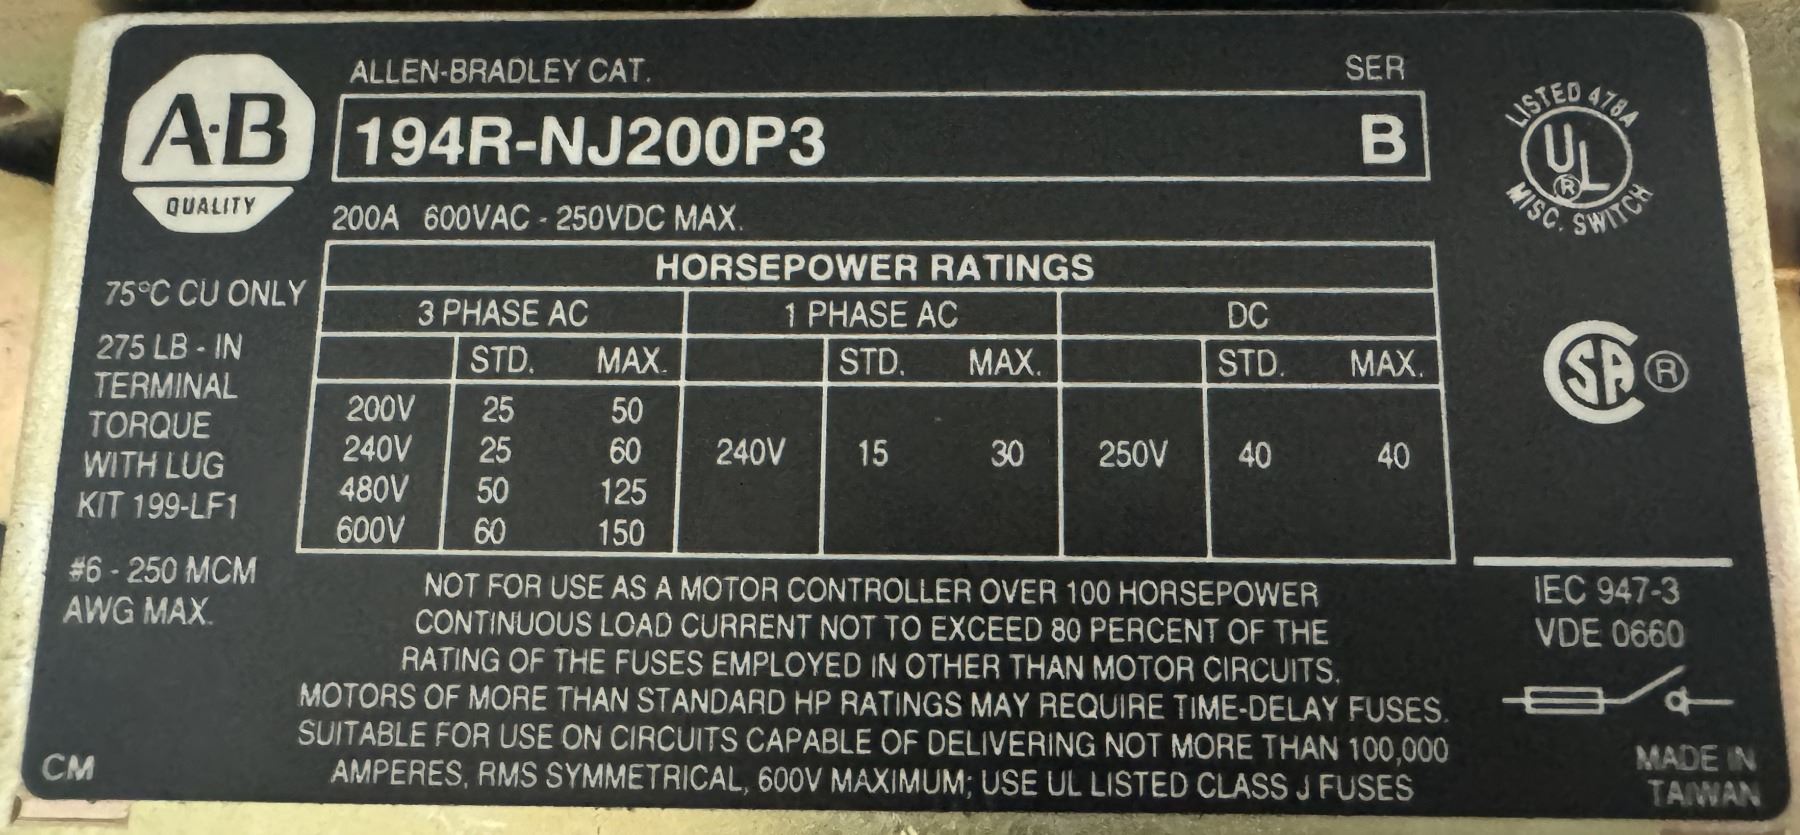 A·B
QUALITY
ALLEN-BRADLEY CAT.
SER
194R-NJ200P3
B
200A 600VAC - 250VDC MAX.
LISTED 478A
UL
®
MISC. SWITCH
75°C CU ONLY
275 LB - IN
TERMINAL
TORQUE
WITH LUG
KIT 199-LF1
#6 - 250 MCM
AWG MAX.
HORSEPOWER RATINGS
3 PHASE AC 1 PHASE AC DC
STD. MAX. STD. MAX. STD. MAX.
200V 25 50
240V 25 60 240V 15 30 250V 40 40
480V 50 125
600V 60 150
CSA ®
NOT FOR USE AS A MOTOR CONTROLLER OVER 100 HORSEPOWER
CONTINUOUS LOAD CURRENT NOT TO EXCEED 80 PERCENT OF THE
RATING OF THE FUSES EMPLOYED IN OTHER THAN MOTOR CIRCUITS.
MOTORS OF MORE THAN STANDARD HP RATINGS MAY REQUIRE TIME-DELAY FUSES.
SUITABLE FOR USE ON CIRCUITS CAPABLE OF DELIVERING NOT MORE THAN 100,000
AMPERES, RMS SYMMETRICAL, 600V MAXIMUM; USE UL LISTED CLASS J FUSES
IEC 947-3
VDE 0660
CM
MADE IN
TAIWAN